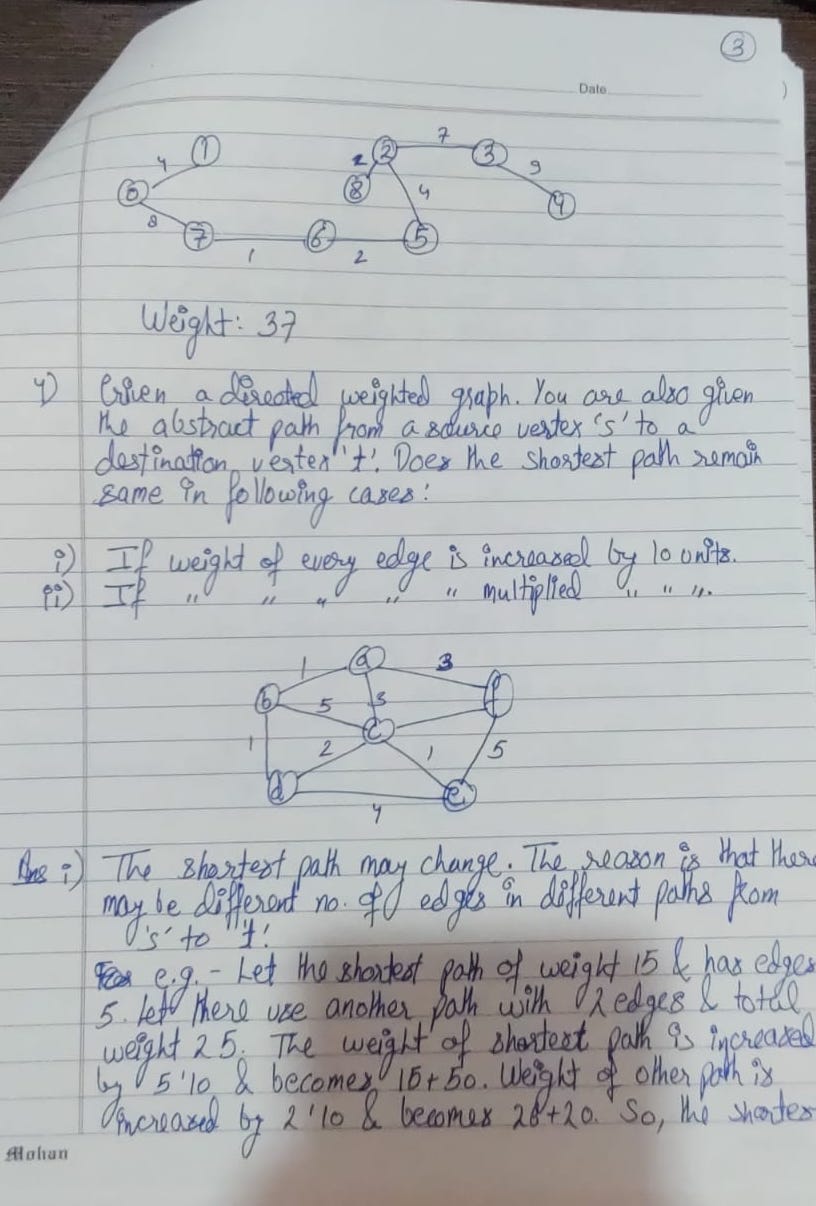 3
Date
1
4
0
8
7
1
6
2
5
4
2
2
8
7
3
9
4
Weight: 37
4) Given a directed weighted graph. You are also given
the abstract path from a source vertex 's' to a
destination vertex 't'. Does the shortest path remain
same in following cases:
i) If weight of every edge is increased by 10 units.
ii) If " " " " " multiplied " " ".
a
1
3
b
5
3
f
c
1
2
1
5
d
e
4
Ans i) The shortest path may change. The reason is that there
may be different no. of edges in different paths from
's' to 't'.
e.g. - Let the shortest path of weight 15 & has edges
5. Let there use another path with 2 edges & total
weight 25. The weight of shortest path is increased
by 5'10 & becomes 15+50. Weight of other path is
increased by 2'10 & becomes 25+20. So, the shortes
Mohan